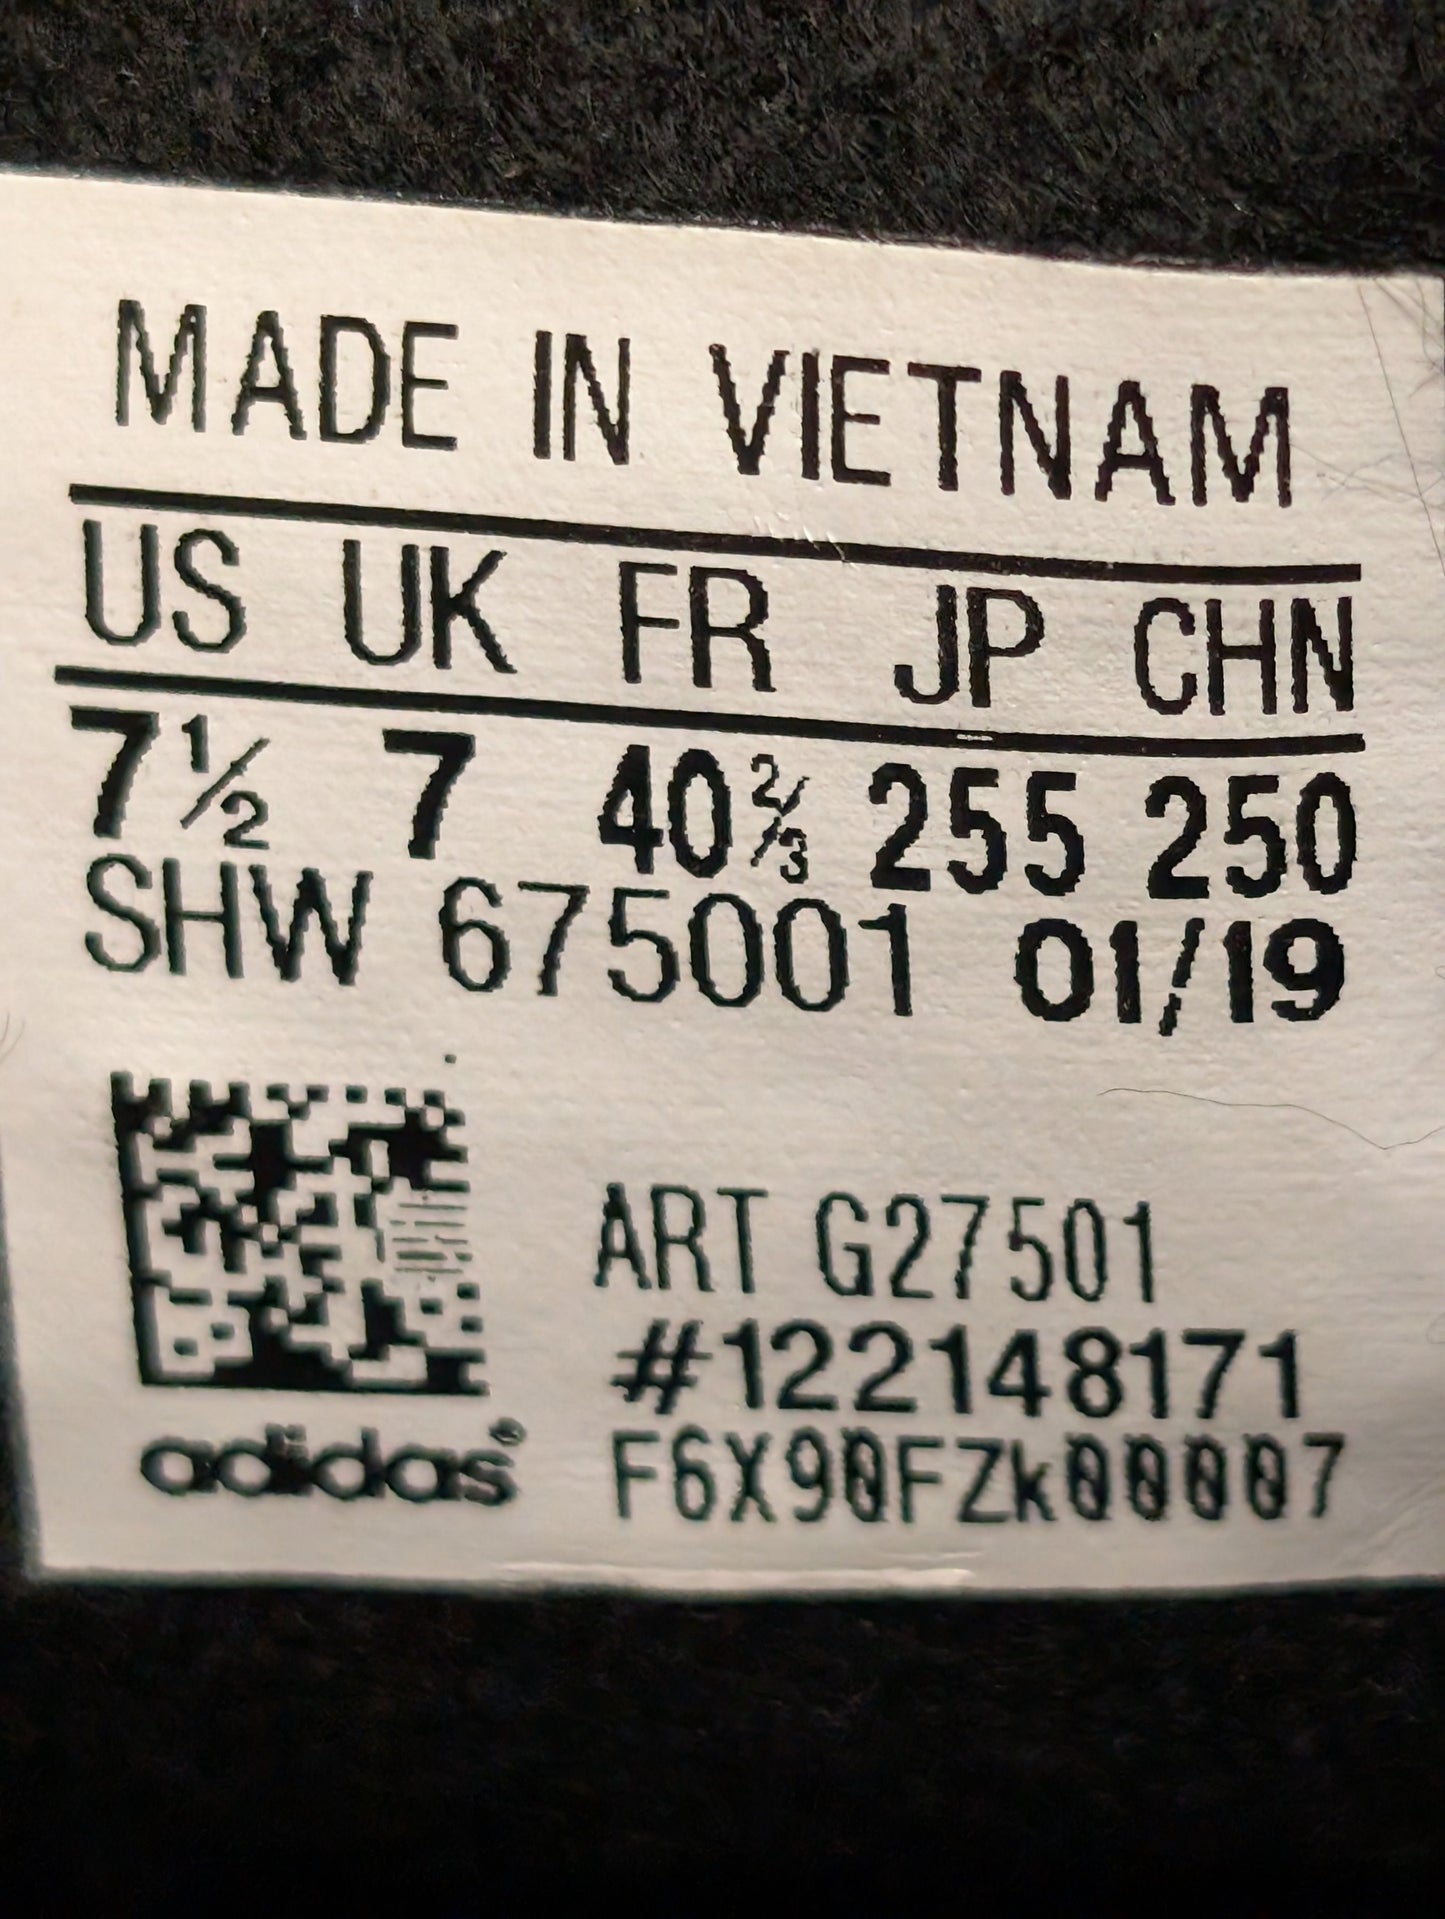 MADE IN VIETNAM
US UK FR JP CHN
7½ 7 40⅔ 255 250
SHW 675001 01/19
ART G27501
#122148171
adidas® F6X90FZk00007